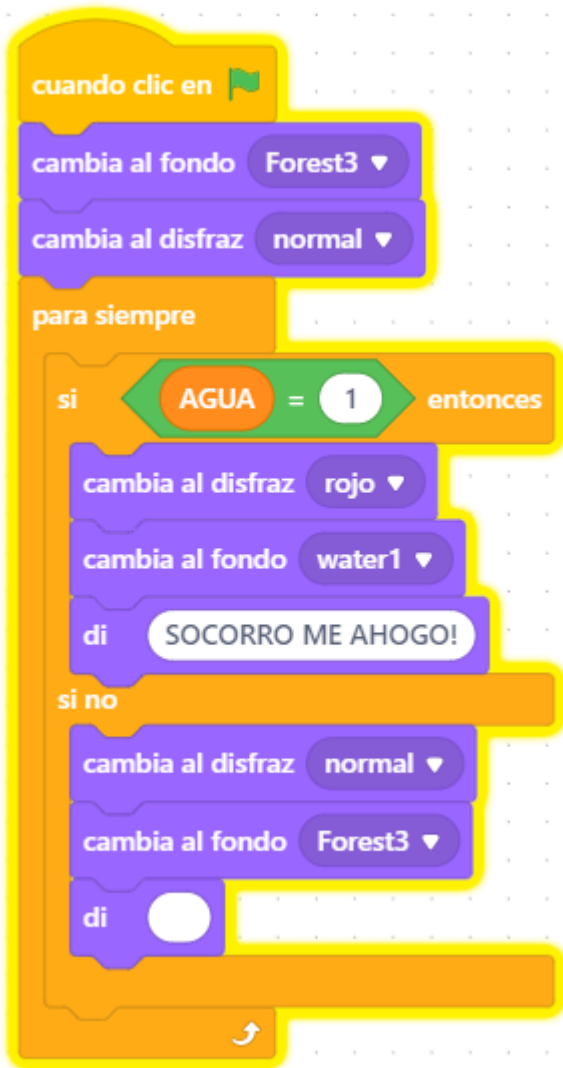 cuando clic en
cambia al fondo Forest3
cambia al disfraz normal
para siempre
si AGUA = 1 entonces
cambia al disfraz rojo
cambia al fondo water1
di SOCORRO ME AHOGO!
si no
cambia al disfraz normal
cambia al fondo Forest3
di